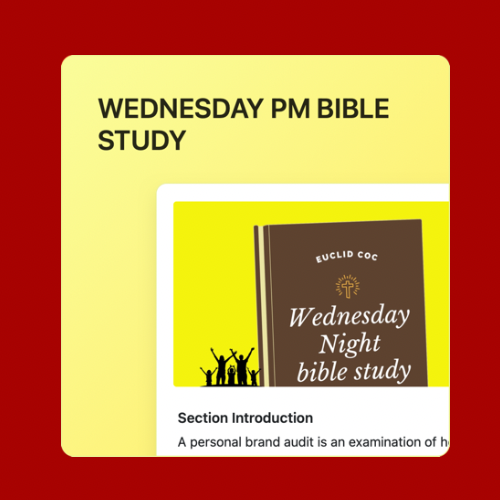 WEDNESDAY PM BIBLE
STUDY
EUCLID COC
Wednesday
Night
bible study
Section Introduction
A personal brand audit is an examination of